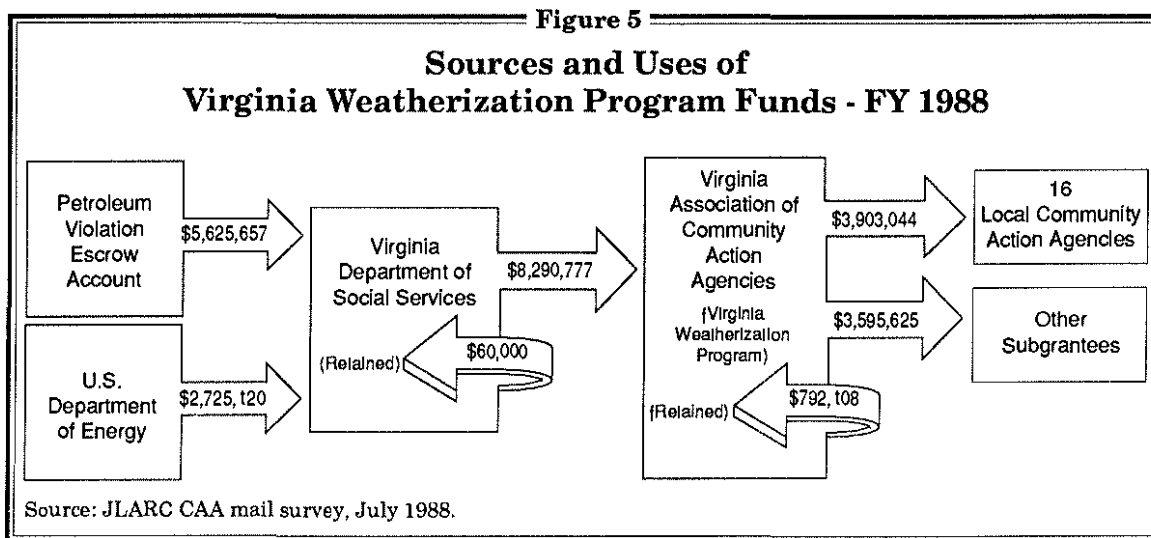 Figure 5
Sources and Uses of
Virginia Weatherization Program Funds - FY 1988
Petroleum
Violation
Escrow
Account
$5,625,657
U.S.
Department
of Energy
$2,725,120
Virginia
Department of
Social Services
(Retained)
$60,000
$8,290,777
Virginia
Association of
Community
Action
Agencies
(Virginia
Weatherization
Program)
(Retained)
$792,108
$3,903,044
16
Local Community
Action Agencies
$3,595,625
Other
Subgrantees
Source: JLARC CAA mail survey, July 1988.